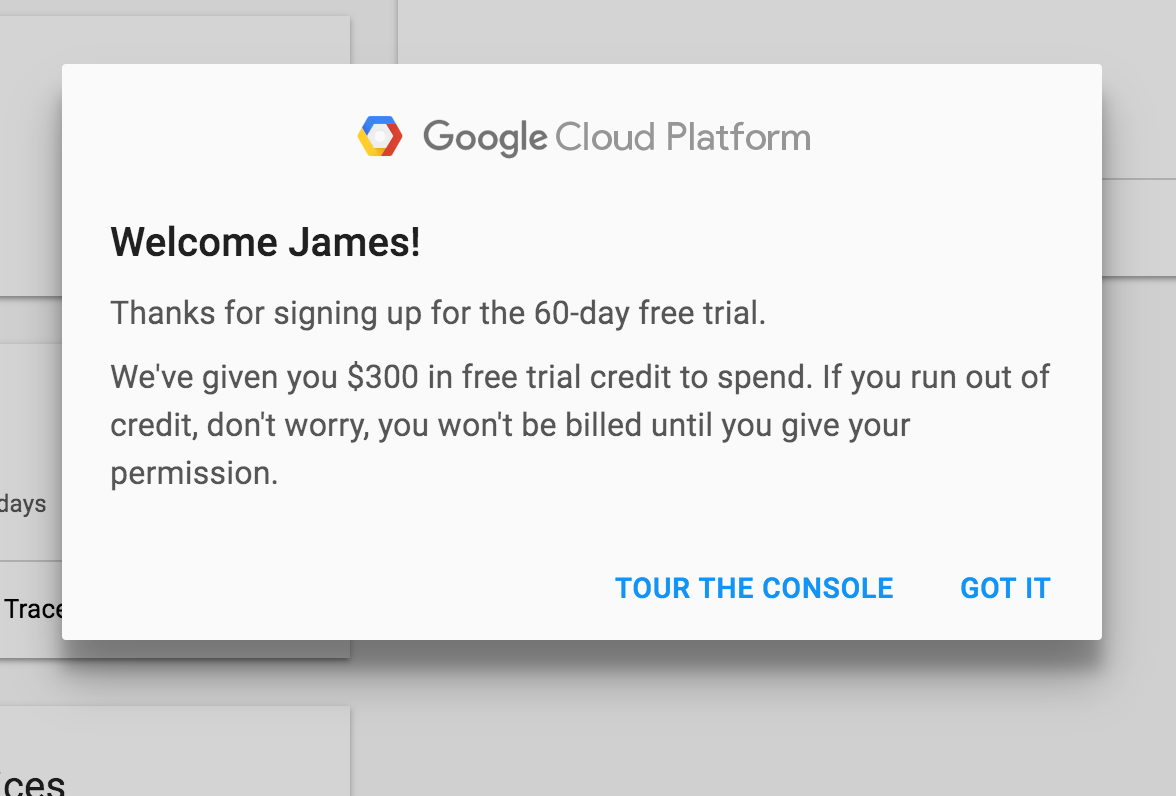 Google Cloud Platform
Welcome James!
Thanks for signing up for the 60-day free trial.
We've given you $300 in free trial credit to spend. If you run out of
credit, don't worry, you won't be billed until you give your
permission.
days
TOUR THE CONSOLE GOT IT
Trace
ices